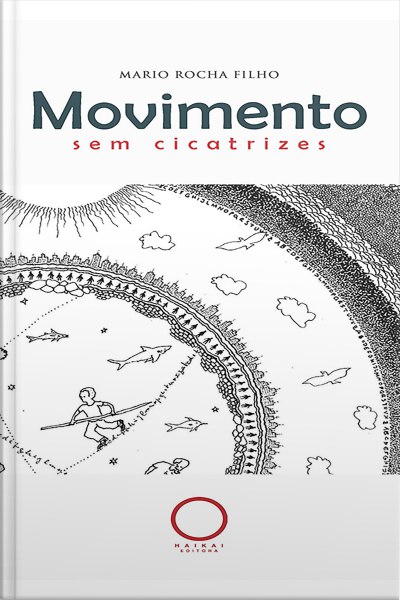 MARIO ROCHA FILHO
Movimento
sem cicatrizes
HAIKAI
EDITORA